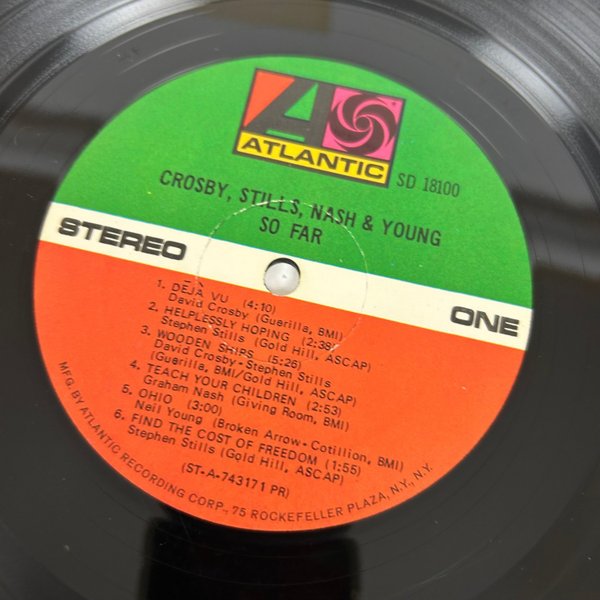 ATLANTIC
SD 18100
CROSBY, STILLS, NASH & YOUNG
SO FAR
STEREO
ONE
1. DÉJÀ VU (4:10)
David Crosby (Guerilla, BMI)
2. HELPLESSLY HOPING (2:38)
Stephen Stills (Gold Hill, ASCAP)
3. WOODEN SHIPS (5:26)
David Crosby-Stephen Stills
(Guerilla, BMI/Gold Hill, ASCAP)
4. TEACH YOUR CHILDREN (2:53)
Graham Nash (Giving Room, BMI)
5. OHIO (3:00)
Neil Young (Broken Arrow-Cotillion, BMI)
6. FIND THE COST OF FREEDOM (1:55)
Stephen Stills (Gold Hill, ASCAP)
(ST-A-743171 PR)
MFG. BY ATLANTIC RECORDING CORP., 75 ROCKEFELLER PLAZA, N.Y., N.Y.